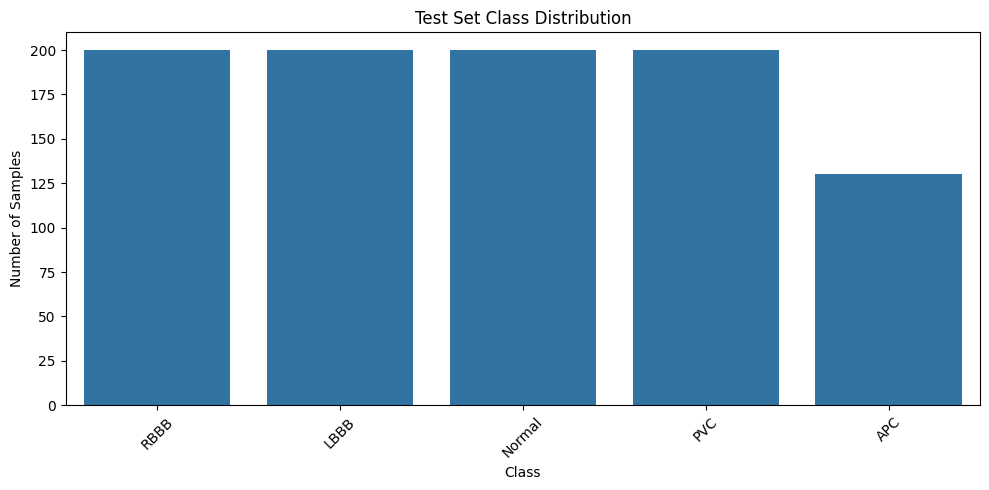 Test Set Class Distribution
Number of Samples
200
175
150
125
100
75
50
25
0
RBBB
LBBB
Normal
PVC
APC
Class